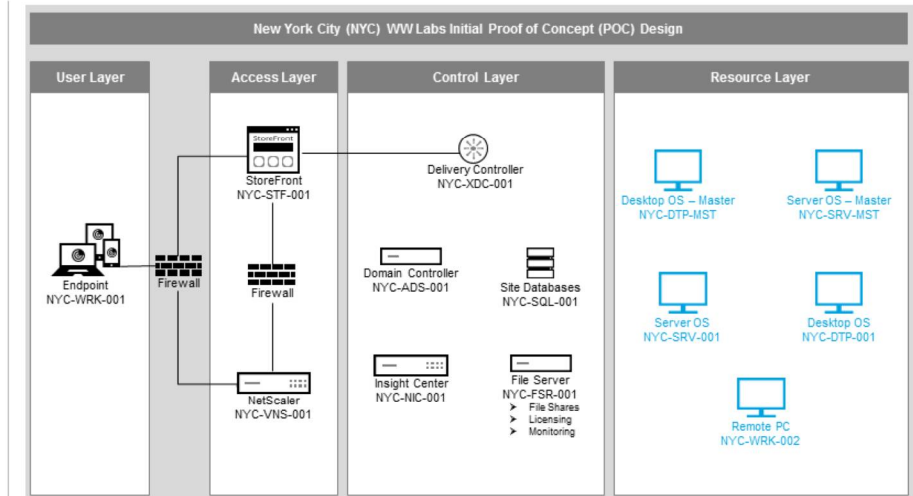 New York City (NYC) WW Labs Initial Proof of Concept (POC) Design
User Layer
Access Layer
Control Layer
Resource Layer
Endpoint
NYC-WRK-001
Firewall
StoreFront
StoreFront
NYC-STF-001
Firewall
NetScaler
NYC-VNS-001
Delivery Controller
NYC-XDC-001
Domain Controller
NYC-ADS-001
Site Databases
NYC-SQL-001
Insight Center
NYC-NIC-001
File Server
NYC-FSR-001
➤ File Shares
➤ Licensing
➤ Monitoring
Desktop OS – Master
NYC-DTP-MST
Server OS – Master
NYC-SRV-MST
Server OS
NYC-SRV-001
Desktop OS
NYC-DTP-001
Remote PC
NYC-WRK-002